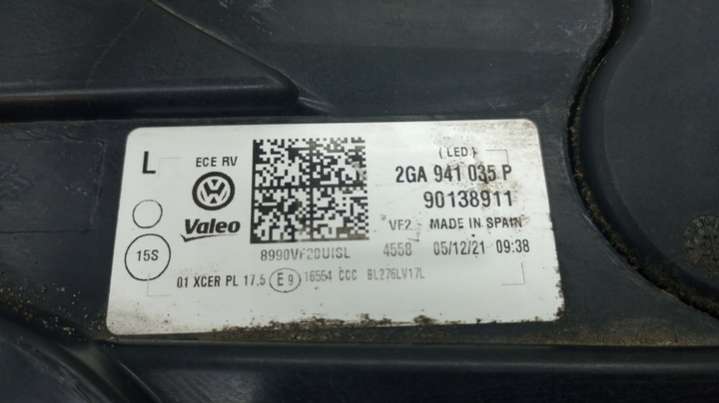 L
ECE RV
(LED)
2GA 941 035 P
90138911
Valeo
VF2 MADE IN SPAIN
15S
8990VF20UISL 4558 05/12/21 09:38
01 XCER PL 17.5 E9 16554 CCC BL276LV17L